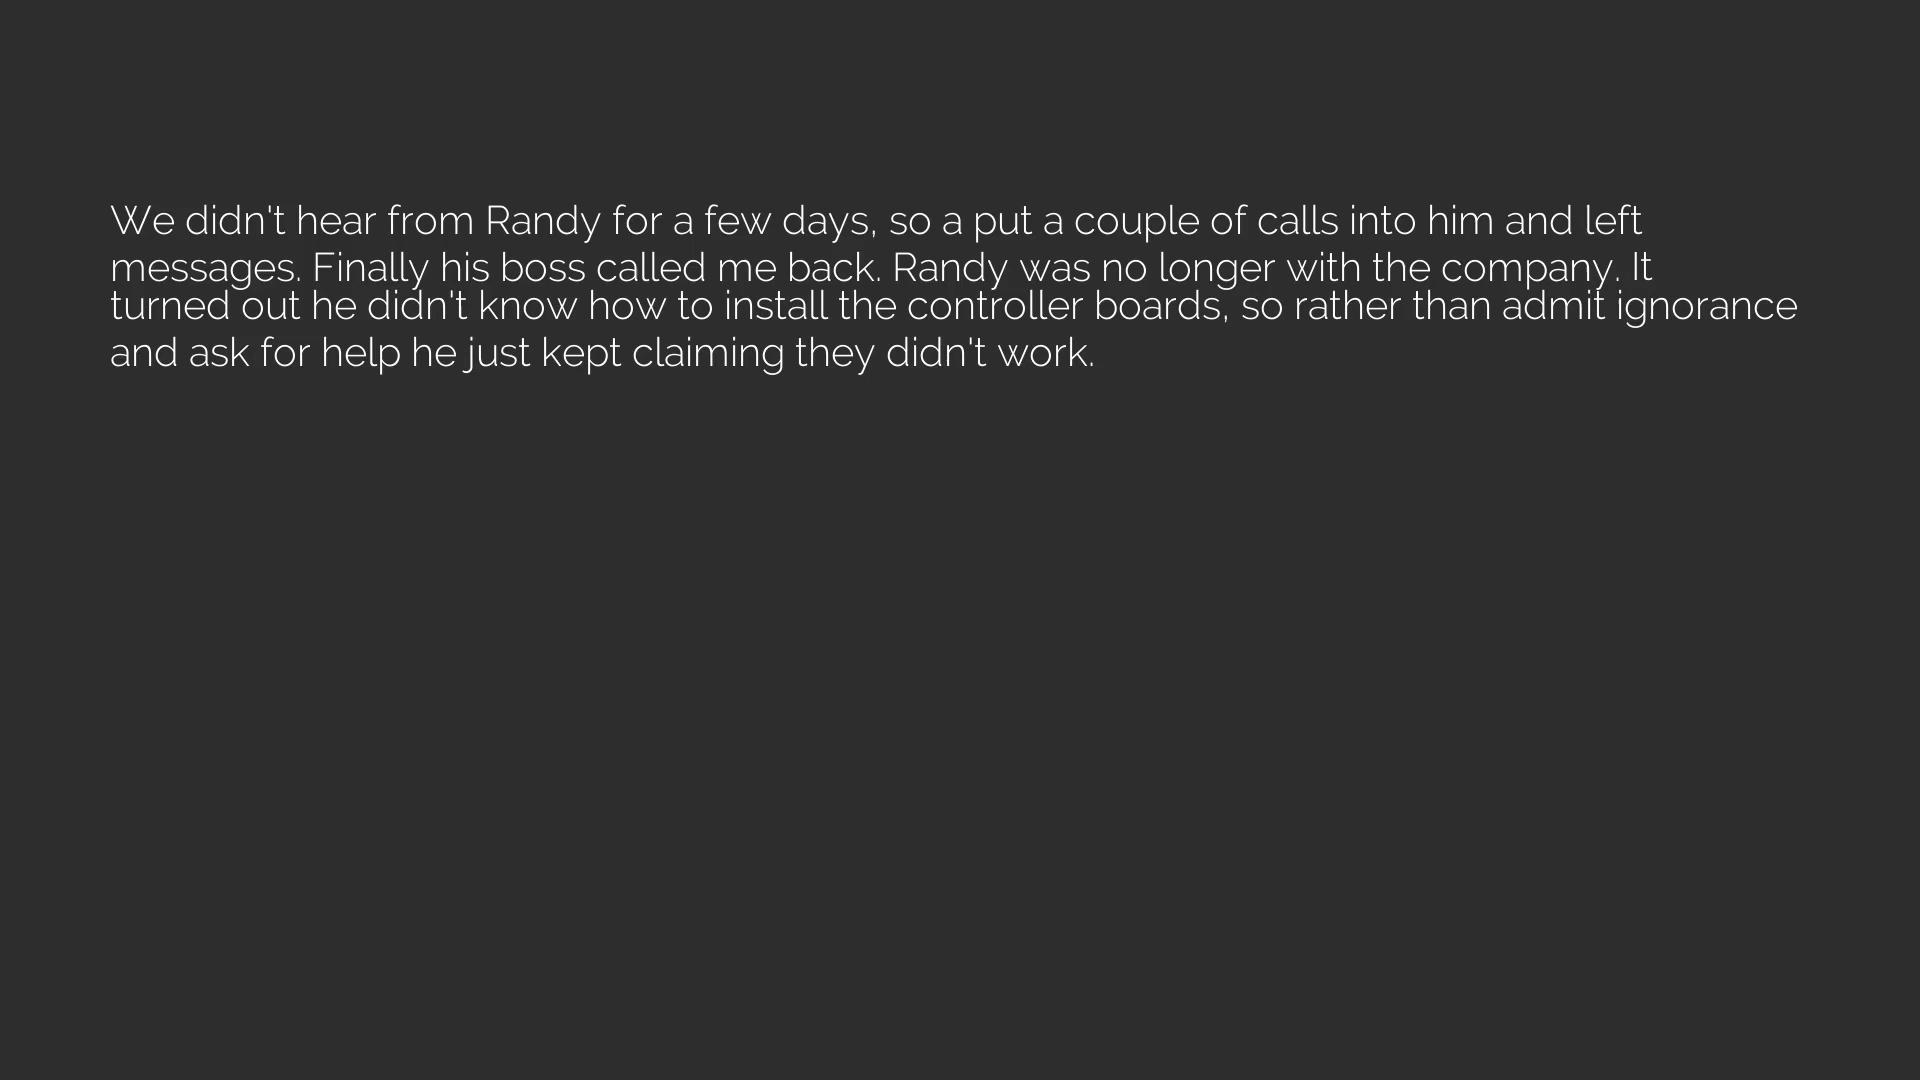 We didn't hear from Randy for a few days, so a put a couple of calls into him and left
messages. Finally his boss called me back. Randy was no longer with the company. It
turned out he didn't know how to install the controller boards, so rather than admit ignorance
and ask for help he just kept claiming they didn't work.